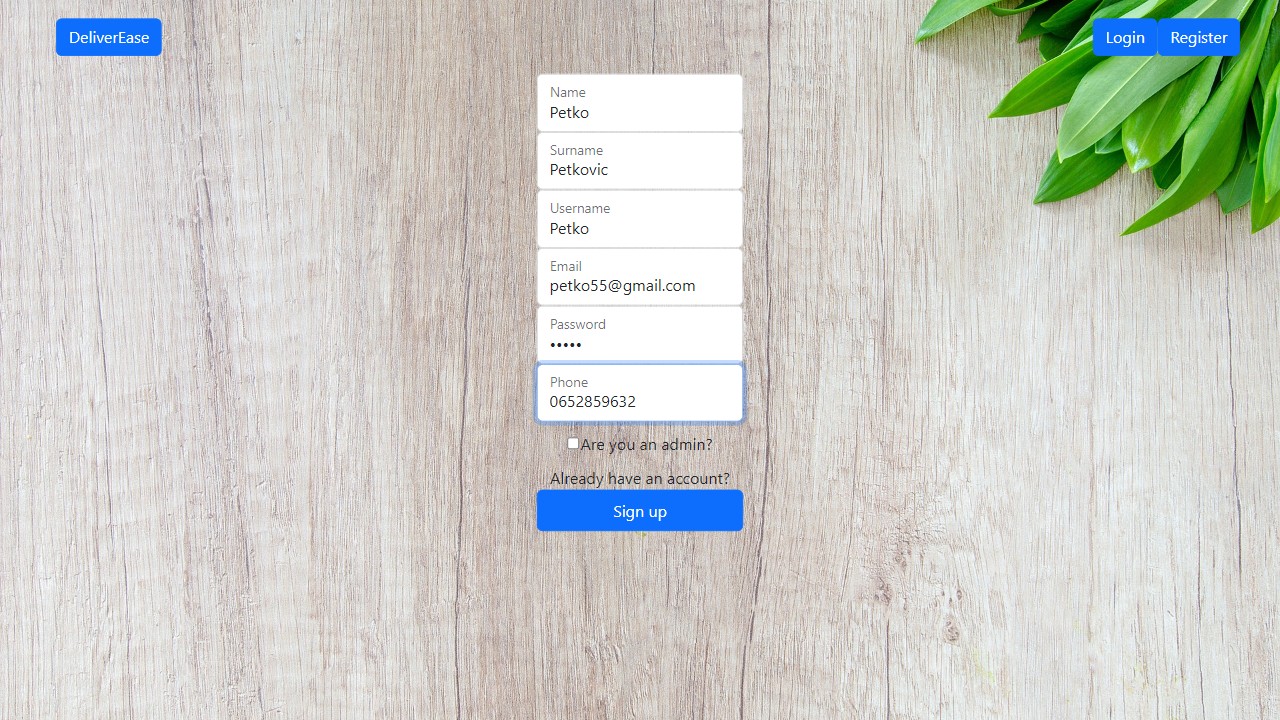 DeliverEase
Login
Register
Name
Petko
Surname
Petkovic
Username
Petko
Email
petko55@gmail.com
Password
•••••
Phone
0652859632
Are you an admin?
Already have an account?
Sign up